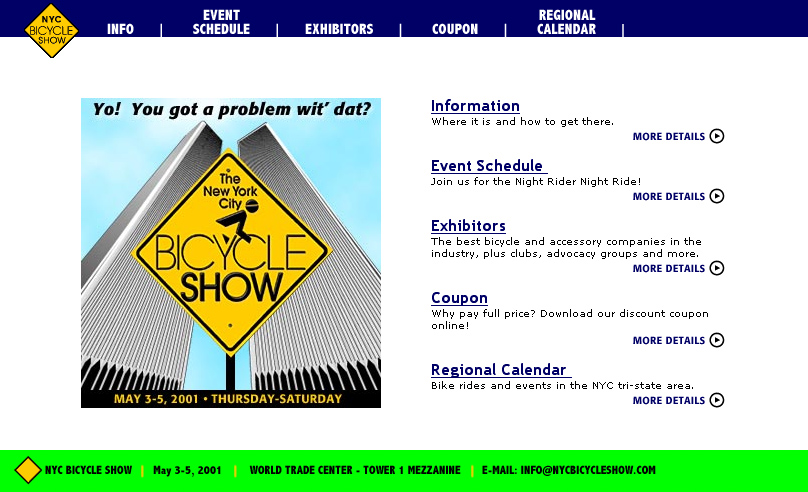 NYC
BICYCLE
SHOW
INFO | EVENT SCHEDULE | EXHIBITORS | COUPON | REGIONAL CALENDAR |
Yo! You got a problem wit' dat?
The
New York
City
BICYCLE
SHOW
MAY 3-5, 2001 • THURSDAY-SATURDAY
Information
Where it is and how to get there.
MORE DETAILS
Event Schedule
Join us for the Night Rider Night Ride!
MORE DETAILS
Exhibitors
The best bicycle and accessory companies in the
industry, plus clubs, advocacy groups and more.
MORE DETAILS
Coupon
Why pay full price? Download our discount coupon
online!
MORE DETAILS
Regional Calendar
Bike rides and events in the NYC tri-state area.
MORE DETAILS
NYC BICYCLE SHOW | May 3-5, 2001 | WORLD TRADE CENTER - TOWER 1 MEZZANINE | E-MAIL: INFO@NYCBICYCLESHOW.COM